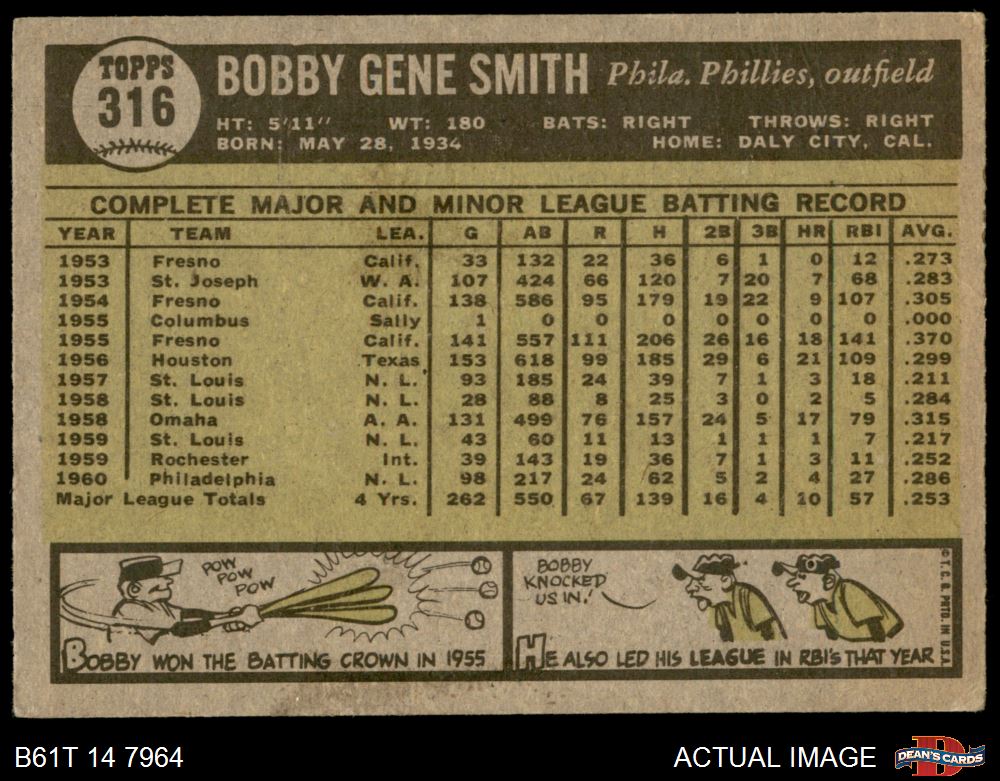 TOPPS
316
BOBBY GENE SMITH Phila. Phillies, outfield
HT: 5'11" WT: 180 BATS: RIGHT THROWS: RIGHT
BORN: MAY 28, 1934 HOME: DALY CITY, CAL.
COMPLETE MAJOR AND MINOR LEAGUE BATTING RECORD
YEAR TEAM LEA. G AB R H 2B 3B HR RBI AVG.
1953 Fresno Calif. 33 132 22 36 6 1 0 12 .273
1953 St. Joseph W. A. 107 424 66 120 7 20 7 68 .283
1954 Fresno Calif. 138 586 95 179 19 22 9 107 .305
1955 Columbus Sally 1 0 0 0 0 0 0 0 .000
1955 Fresno Calif. 141 557 111 206 26 16 18 141 .370
1956 Houston Texas 153 618 99 185 29 6 21 109 .299
1957 St. Louis N. L. 93 185 24 39 7 1 3 18 .211
1958 St. Louis N. L. 28 88 8 25 3 0 2 5 .284
1958 Omaha A. A. 131 499 76 157 24 5 17 79 .315
1959 St. Louis N. L. 43 60 11 13 1 1 1 7 .217
1959 Rochester Int. 39 143 19 36 7 1 3 11 .252
1960 Philadelphia N. L. 98 217 24 62 5 2 4 27 .286
Major League Totals 4 Yrs. 262 550 67 139 16 4 10 57 .253
POW
POW
POW
BOBBY WON THE BATTING CROWN IN 1955
BOBBY
KNOCKED
US IN!
HE ALSO LED HIS LEAGUE IN RBI'S THAT YEAR
© T.C.G. PRTD. IN U.S.A.
B61T 14 7964 ACTUAL IMAGE
D
DEAN'S CARDS